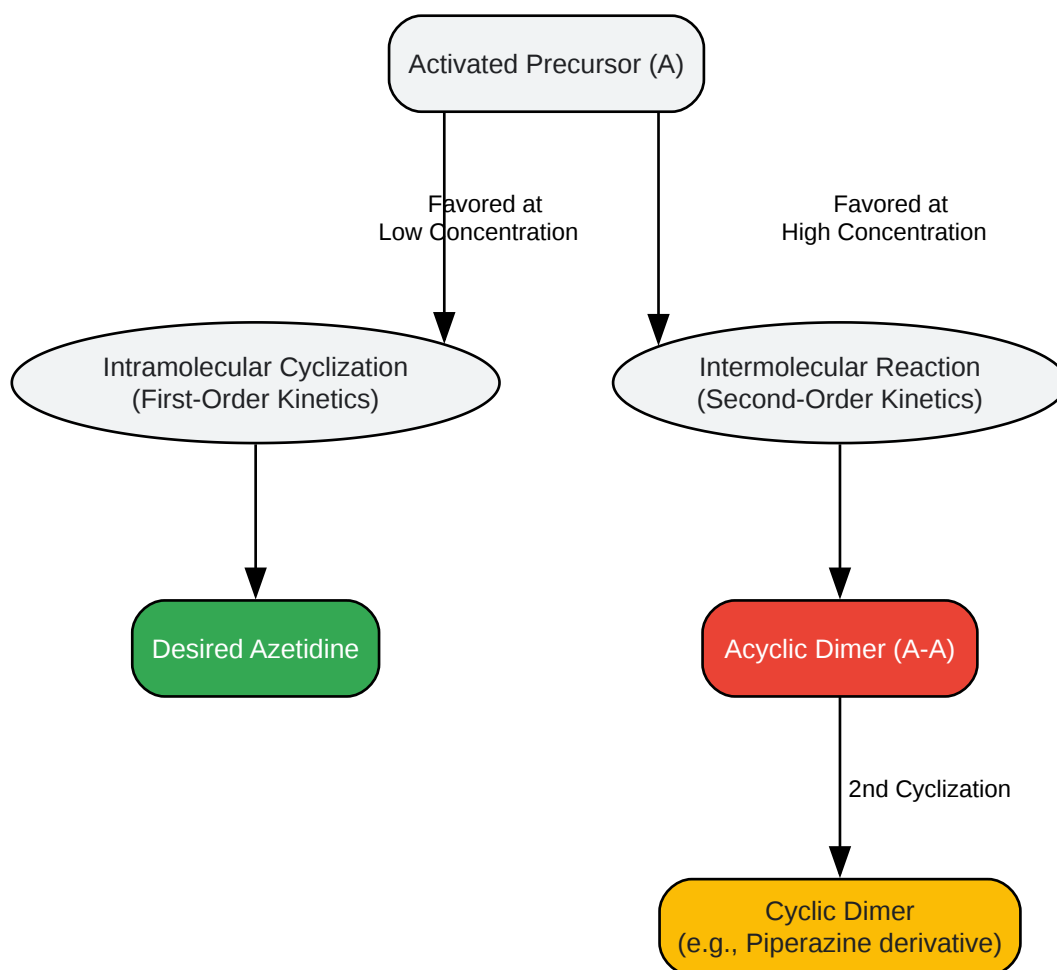 Activated Precursor (A)
Favored at
Low Concentration
Favored at
High Concentration
Intramolecular Cyclization
(First-Order Kinetics)
Intermolecular Reaction
(Second-Order Kinetics)
Desired Azetidine
Acyclic Dimer (A-A)
2nd Cyclization
Cyclic Dimer
(e.g., Piperazine derivative)